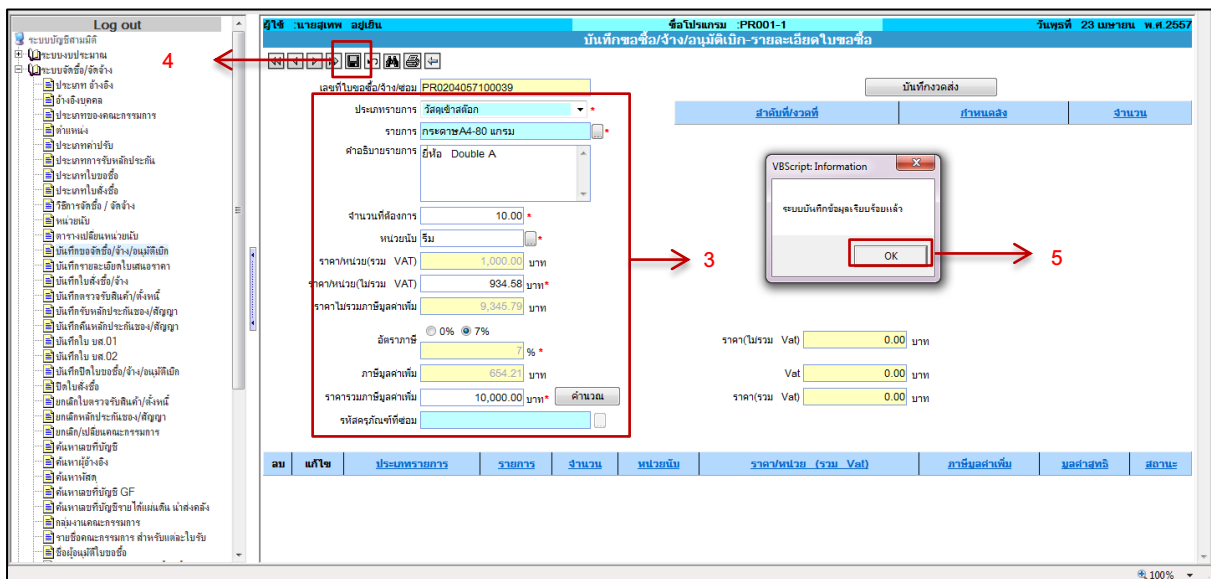 Log out
ผู้ใช้ :นายสุเทพ อยู่เย็น
ชื่อโปรแกรม :PR001-1
วันพุธที่ 23 เมษายน พ.ศ.2557
บันทึกขอซื้อ/จ้าง/อนุมัติเบิก-รายละเอียดใบขอซื้อ
ระบบบัญชีสามมิติ
ระบบงบประมาณ
ระบบจัดซื้อ/จัดจ้าง
ประเภท อ้างอิง
อ้างอิงบุคคล
ประเภทของคณะกรรมการ
ตำแหน่ง
ประเภทค่าปรับ
ประเภทการรับหลักประกัน
ประเภทใบขอซื้อ
ประเภทใบสั่งซื้อ
วิธีการจัดซื้อ / จัดจ้าง
หน่วยนับ
ตารางเปลี่ยนหน่วยนับ
บันทึกขอจัดซื้อ/จ้าง/อนุมัติเบิก
บันทึกรายละเอียดใบเสนอราคา
บันทึกใบสั่งซื้อ/จ้าง
บันทึกตรวจรับสินค้า/ตั้งหนี้
บันทึกรับหลักประกันซอง/สัญญา
บันทึกคืนหลักประกันซอง/สัญญา
บันทึกใบ บส.01
บันทึกใบ บส.02
บันทึกปิดใบขอซื้อ/จ้าง/อนุมัติเบิก
ปิดใบสั่งซื้อ
ยกเลิกใบตรวจรับสินค้า/ตั้งหนี้
ยกเลิกหลักประกันซอง/สัญญา
ยกเลิก/เปลี่ยนคณะกรรมการ
ค้นหาเลขที่บัญชี
ค้นหาผู้อ้างอิง
ค้นหาพัสดุ
ค้นหาเลขที่บัญชี GF
ค้นหาเลขที่บัญชีรายได้แผ่นดิน นำส่งคลัง
กลุ่มงานคณะกรรมการ
รายชื่อคณะกรรมการ สำหรับแต่ละใบรับ
ชื่อผู้อนุมัติใบขอซื้อ
4
เลขที่ใบขอซื้อ/จ้าง/ซ่อม PR0204057100039
บันทึกงวดส่ง
ประเภทรายการ วัสดุเข้าสต๊อก *
ลำดับที่/งวดที่ กำหนดส่ง จำนวน
รายการ กระดาษA4-80 แกรม ... *
คำอธิบายรายการ ยี่ห้อ Double A
VBScript: Information
ระบบบันทึกข้อมูลเรียบร้อยแล้ว
OK
5
จำนวนที่ต้องการ 10.00 *
หน่วยนับ รีม ... *
ราคา/หน่วย(รวม VAT) 1,000.00 บาท
3
ราคา/หน่วย(ไม่รวม VAT) 934.58 บาท*
ราคาไม่รวมภาษีมูลค่าเพิ่ม 9,345.79 บาท
อัตราภาษี 0% 7%
7 % *
ภาษีมูลค่าเพิ่ม 654.21 บาท
ราคารวมภาษีมูลค่าเพิ่ม 10,000.00 บาท* คำนวณ
รหัสครุภัณฑ์ที่ซ่อม
ราคา(ไม่รวม Vat) 0.00 บาท
Vat 0.00 บาท
ราคา(รวม Vat) 0.00 บาท
ลบ แก้ไข ประเภทรายการ รายการ จำนวน หน่วยนับ ราคา/หน่วย (รวม Vat) ภาษีมูลค่าเพิ่ม มูลค่าสุทธิ สถานะ
100%